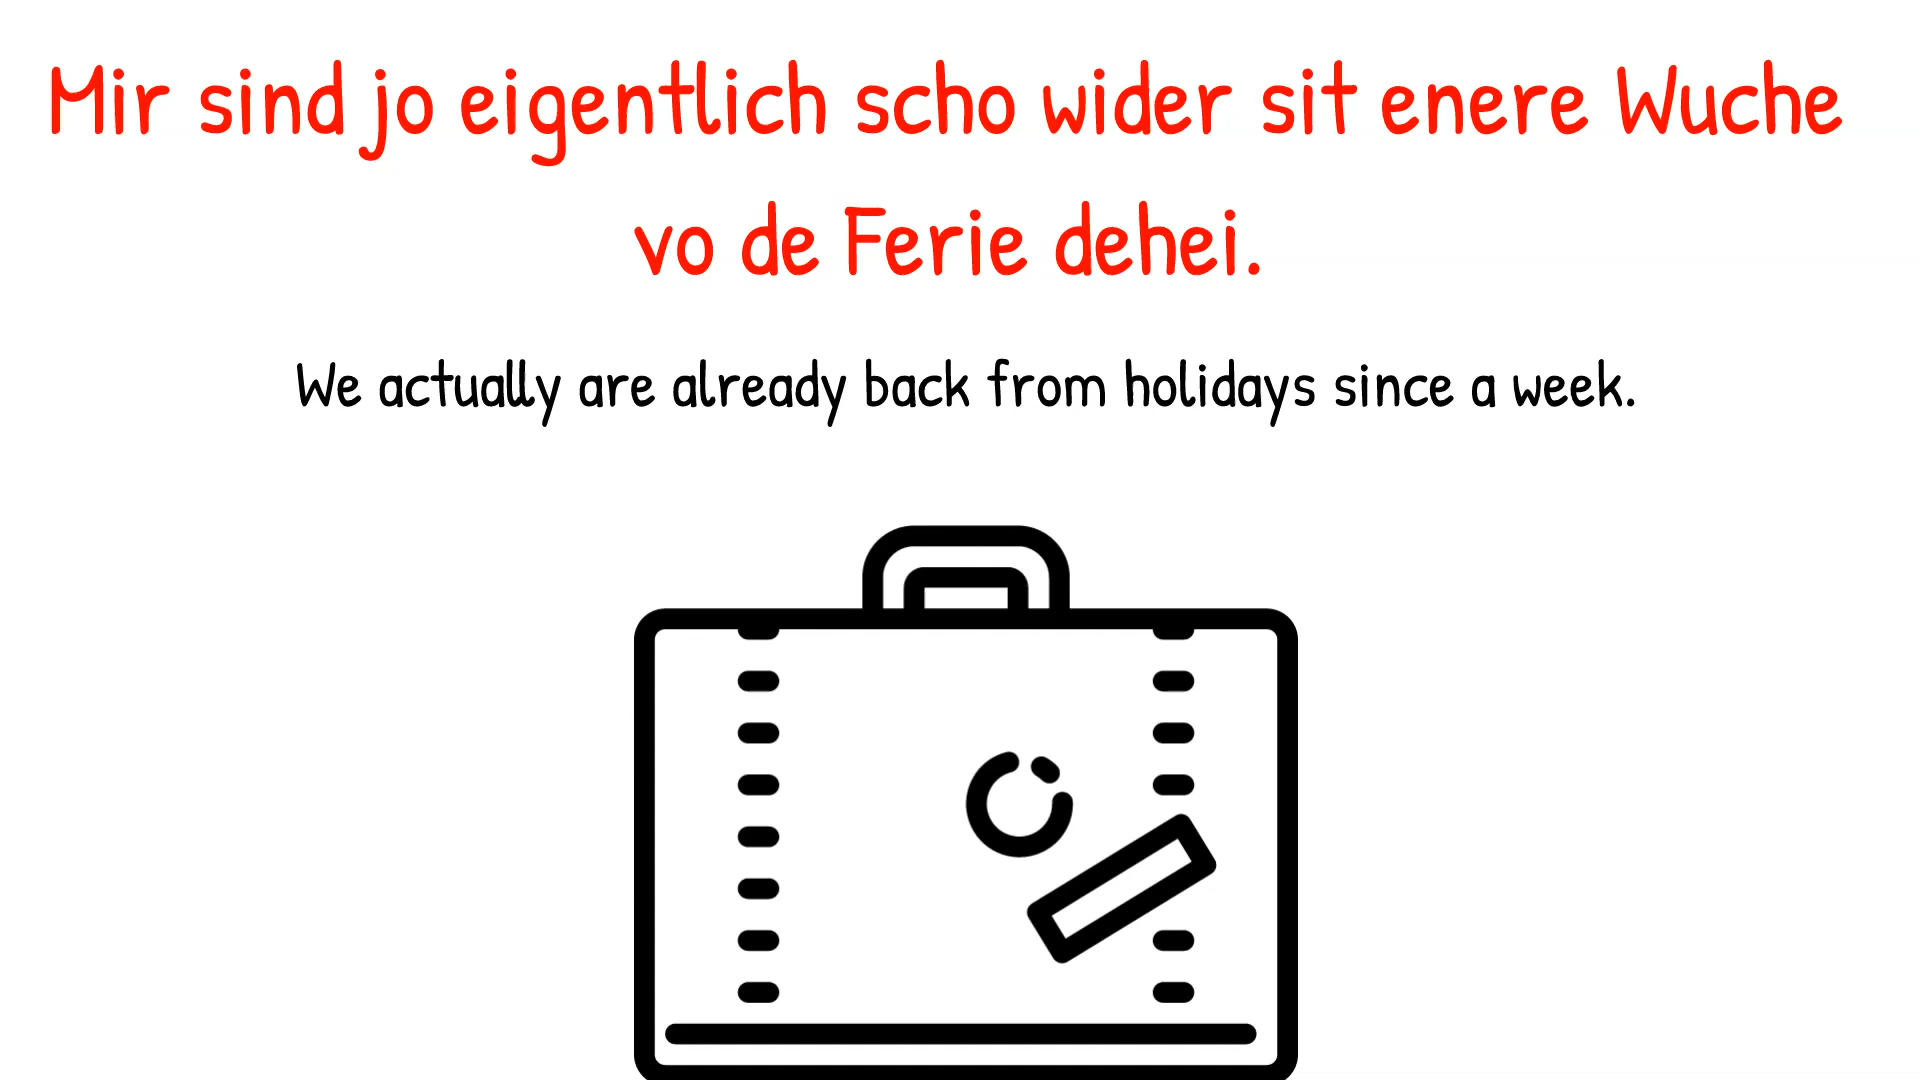 Mir sind jo eigentlich scho wider sit enere Wuche
vo de Ferie dehei.
We actually are already back from holidays since a week.